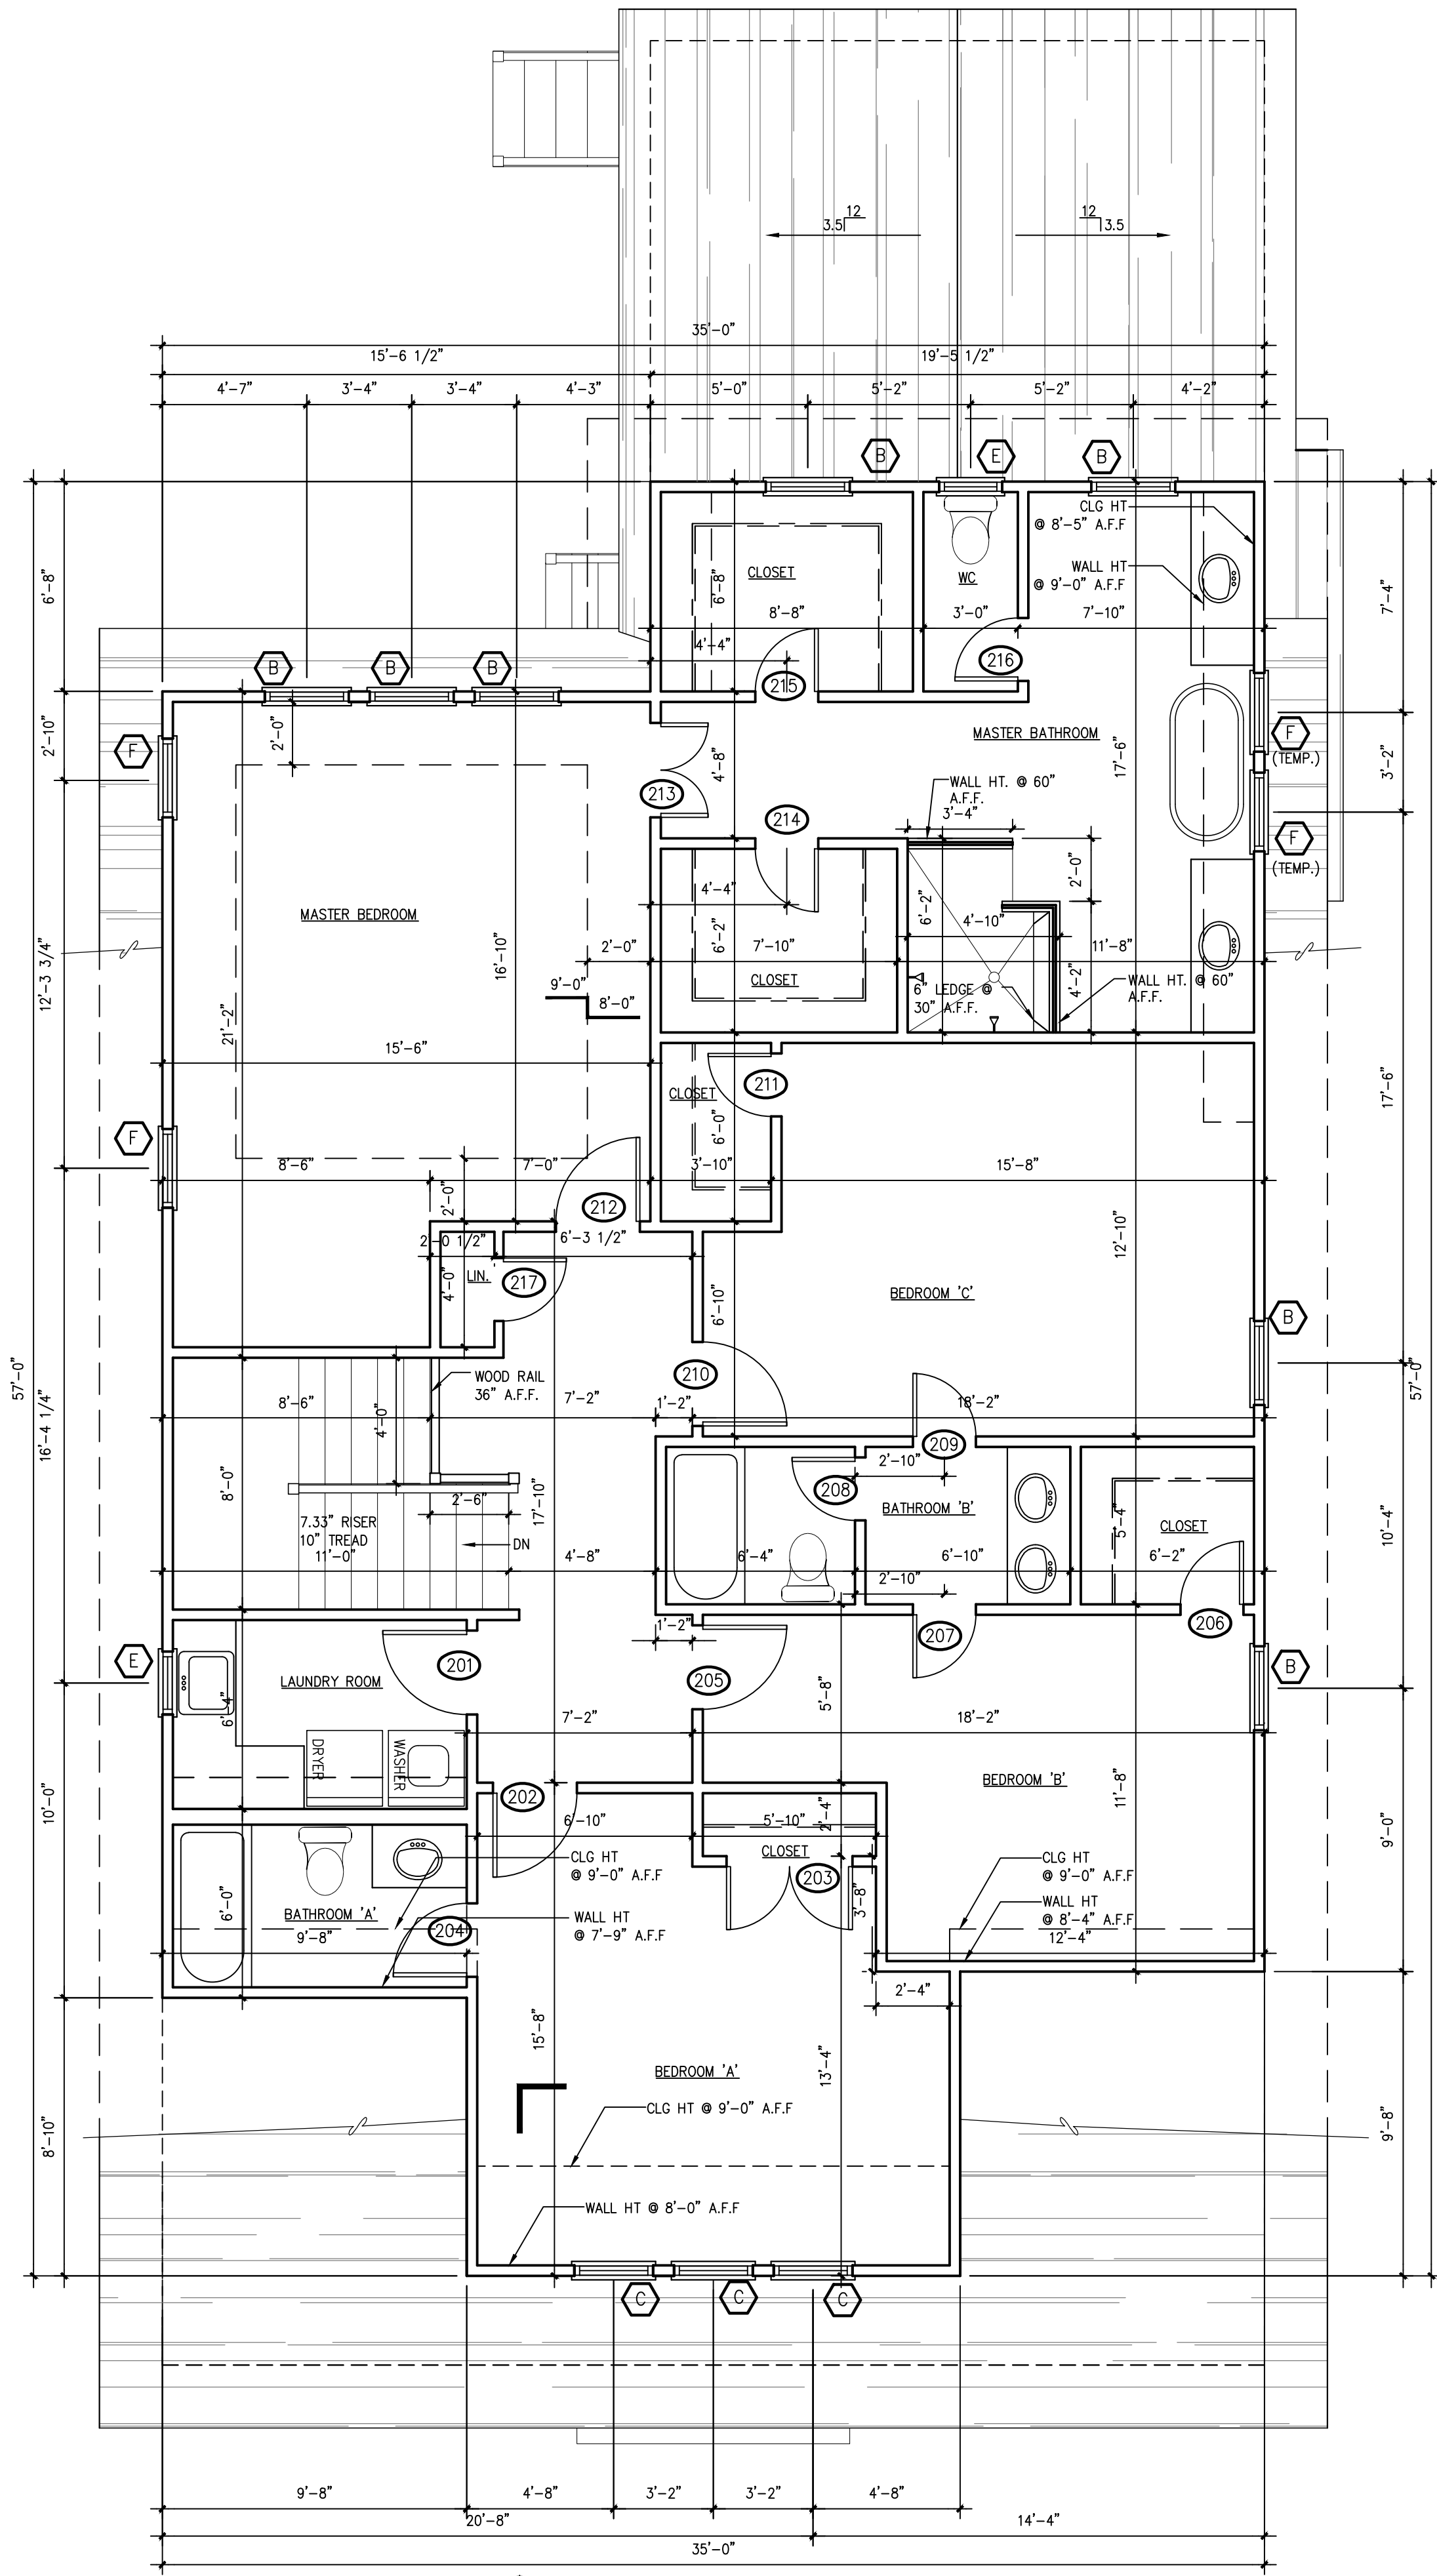 12
3.5
12
3.5
35'-0"
15'-6 1/2"
19'-5 1/2"
4'-7"
3'-4"
3'-4"
4'-3"
5'-0"
5'-2"
5'-2"
4'-2"
B
E
B
CLG HT
@ 8'-5" A.F.F
WALL HT
@ 9'-0" A.F.F
CLOSET
WC
6'-8"
6'-8"
7'-4"
8'-8"
3'-0"
7'-10"
4'-4"
216
215
B
B
B
F
2'-10"
2'-0"
MASTER BATHROOM
17'-6"
F
(TEMP.)
3'-2"
4'-8"
213
214
WALL HT. @ 60"
A.F.F.
3'-4"
F
(TEMP.)
2'-0"
MASTER BEDROOM
4'-4"
6'-2"
6'-2"
4'-10"
11'-8"
7'-10"
2'-0"
16'-10"
12'-3 3/4"
CLOSET
9'-0"
8'-0"
6" LEDGE @
30" A.F.F.
4'-2"
WALL HT. @ 60"
A.F.F.
21'-2"
15'-6"
17'-6"
CLOSET
211
6'-0"
F
8'-6"
7'-0"
3'-10"
15'-8"
2'-0"
212
2'-0 1/2"
6'-3 1/2"
12'-10"
LIN.
217
4'-0"
BEDROOM 'C'
6'-10"
B
57'-0"
57'-0"
WOOD RAIL
36" A.F.F.
210
8'-6"
7'-2"
1'-2"
18'-2"
4'-0"
16'-4 1/4"
209
2'-10"
8'-0"
208
2'-6"
17'-10"
BATHROOM 'B'
7.33" RISER
10" TREAD
11'-0"
DN
4'-8"
6'-4"
6'-10"
5'-4"
CLOSET
6'-2"
10'-4"
2'-10"
1'-2"
207
206
E
201
205
LAUNDRY ROOM
B
6'-4"
5'-8"
7'-2"
18'-2"
DRYER
WASHER
BEDROOM 'B'
11'-8"
202
10'-0"
6'-10"
5'-10"
2'-4"
CLOSET
203
9'-0"
CLG HT
@ 9'-0" A.F.F
CLG HT
@ 9'-0" A.F.F
6'-0"
BATHROOM 'A'
9'-8"
204
WALL HT
@ 7'-9" A.F.F
3'-8"
WALL HT
@ 8'-4" A.F.F
12'-4"
2'-4"
15'-8"
13'-4"
BEDROOM 'A'
8'-10"
9'-8"
CLG HT @ 9'-0" A.F.F
WALL HT @ 8'-0" A.F.F
C
C
C
9'-8"
4'-8"
3'-2"
3'-2"
4'-8"
20'-8"
14'-4"
35'-0"